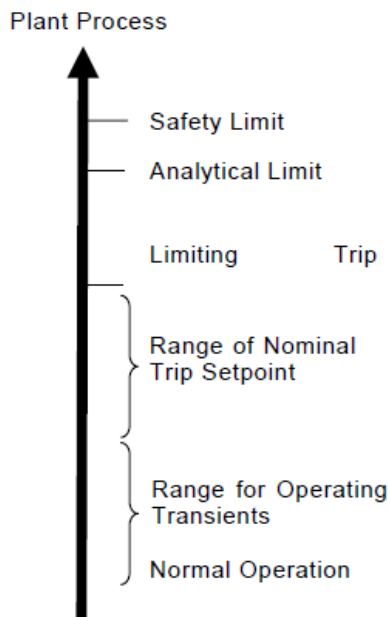 Plant Process
Safety Limit
Analytical Limit
Limiting Trip
Range of Nominal
Trip Setpoint
Range for Operating
Transients
Normal Operation